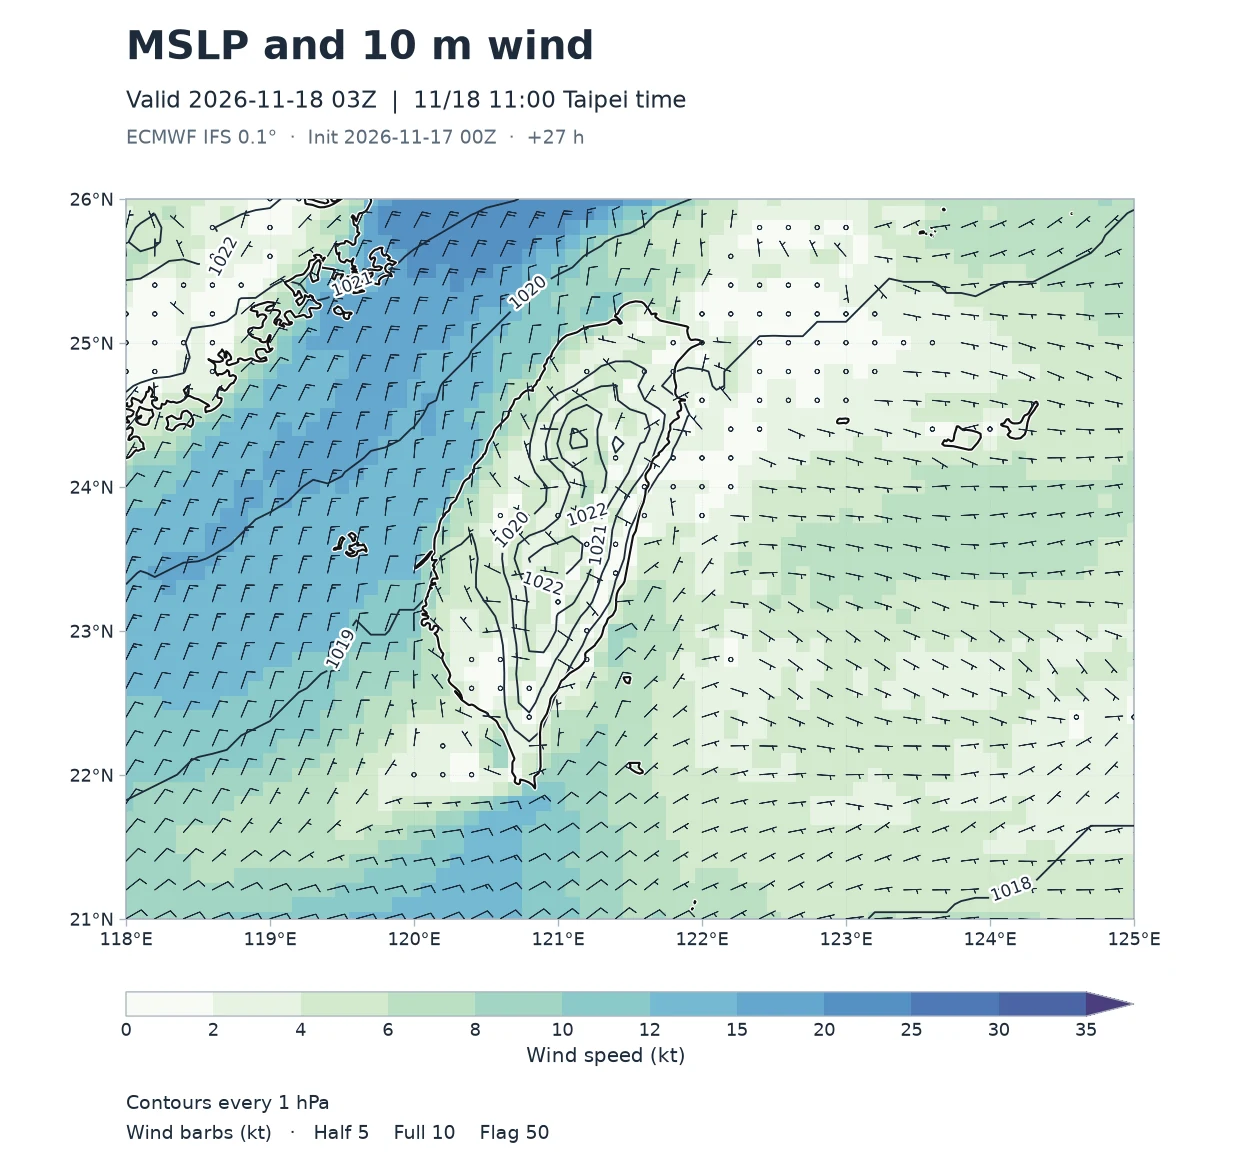 MSLP and 10 m wind
Valid 2026-11-18 03Z | 11/18 11:00 Taipei time
ECMWF IFS 0.1° · Init 2026-11-17 00Z · +27 h
26°N
1022
1021
1020
25°N
24°N
1020
1022
1021
1022
23°N
1019
22°N
1018
21°N
118°E 119°E 120°E 121°E 122°E 123°E 124°E 125°E
0 2 4 6 8 10 12 15 20 25 30 35
Wind speed (kt)
Contours every 1 hPa
Wind barbs (kt) · Half 5 Full 10 Flag 50